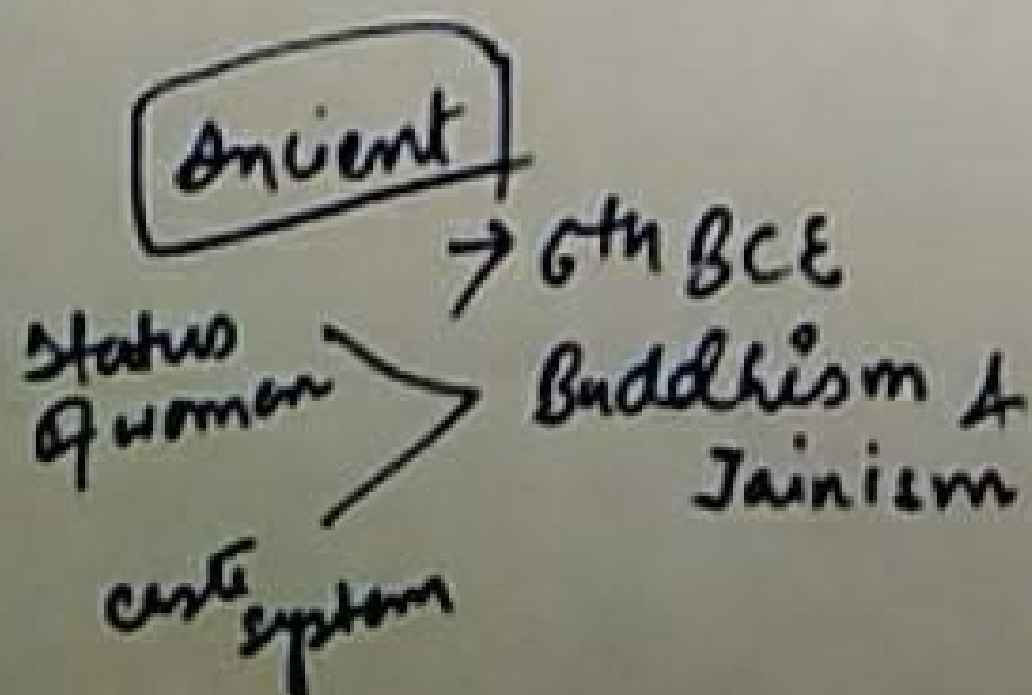 Ancient
→ 6th BCE
Status
of women
Buddhism &
Jainism
caste
system